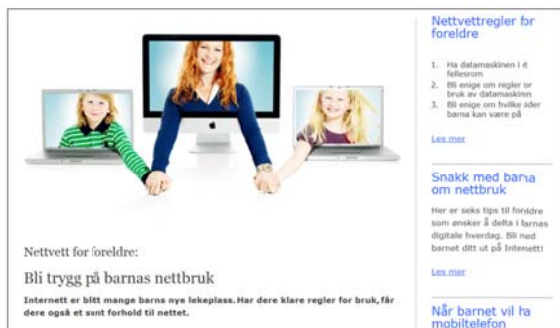 Nettvett for foreldre:
Bli trygg på barnas nettbruk
Internett er blitt mange barns nye lekeplass. Har dere klare regler for bruk, får
dere også et sunt forhold til nettet.
Nettvettregler for
foreldre
1. Ha datamaskinen i et
fellesrom
2. Bli enige om regler for
bruk av datamaskinen
3. Bli enige om hvilke sider
barna kan være på
Les mer
Snakk med barna
om nettbruk
Her er seks tips til foreldre
som ønsker å delta i barnas
digitale hverdag. Bli med
barnet ditt ut på Internett!
Les mer
Når barnet vil ha
mobiltelefon